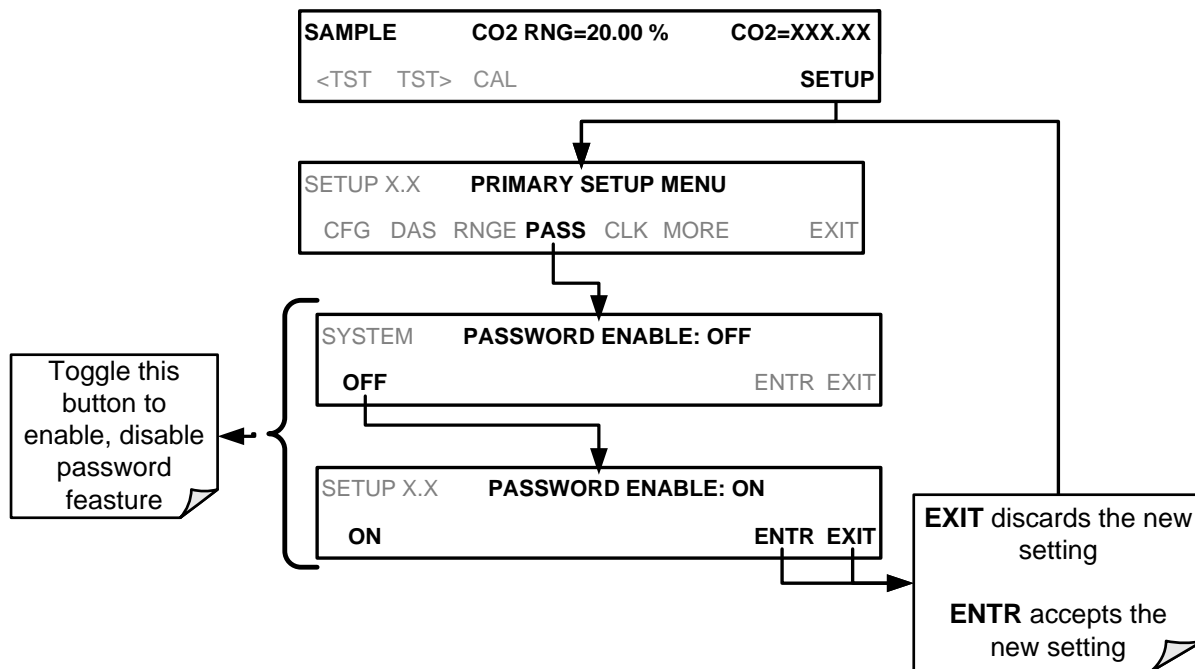 SAMPLE CO2 RNG=20.00 % CO2=XXX.XX
<TST TST> CAL SETUP
SETUP X.X PRIMARY SETUP MENU
CFG DAS RNGE PASS CLK MORE EXIT
SYSTEM PASSWORD ENABLE: OFF
OFF ENTR EXIT
Toggle this
button to
enable, disable
password
feasture
SETUP X.X PASSWORD ENABLE: ON
ON ENTR EXIT
EXIT discards the new
setting
ENTR accepts the
new setting